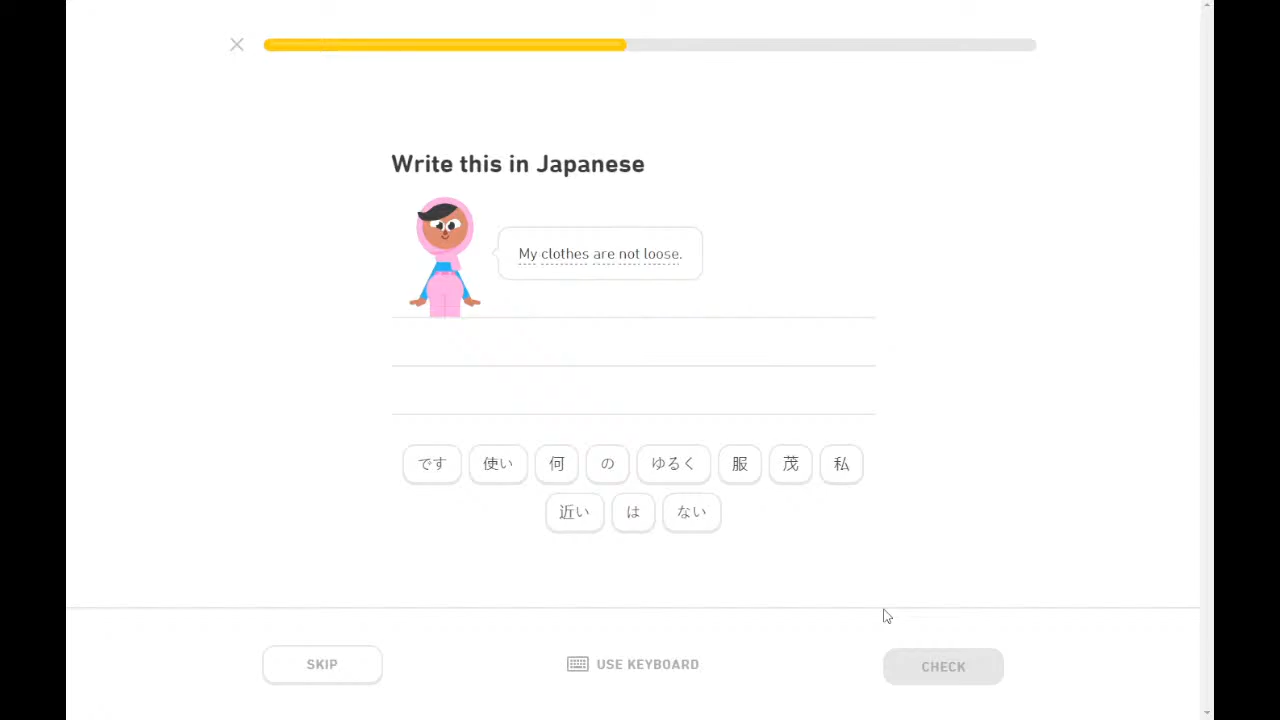 Write this in Japanese
My clothes are not loose.
です 使い 何 の ゆるく 服 茂 私
近い は ない
SKIP USE KEYBOARD CHECK